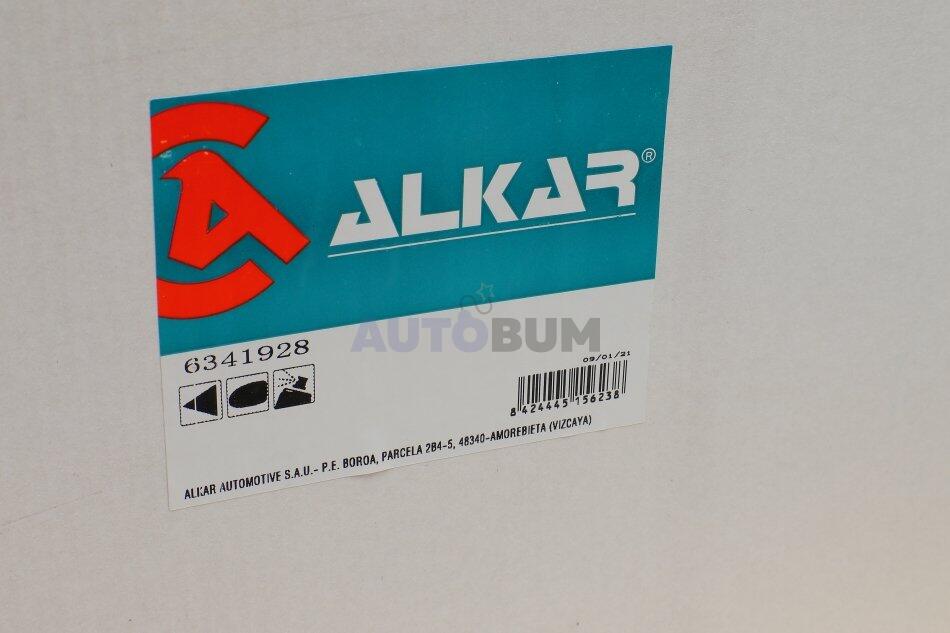 ALKAR®
AUTOBUM
6341928
09/01/21
8 424445 156238
ALKAR AUTOMOTIVE S.A.U.- P.E. BOROA, PARCELA 2B4-5, 48340-AMOREBIETA (VIZCAYA)